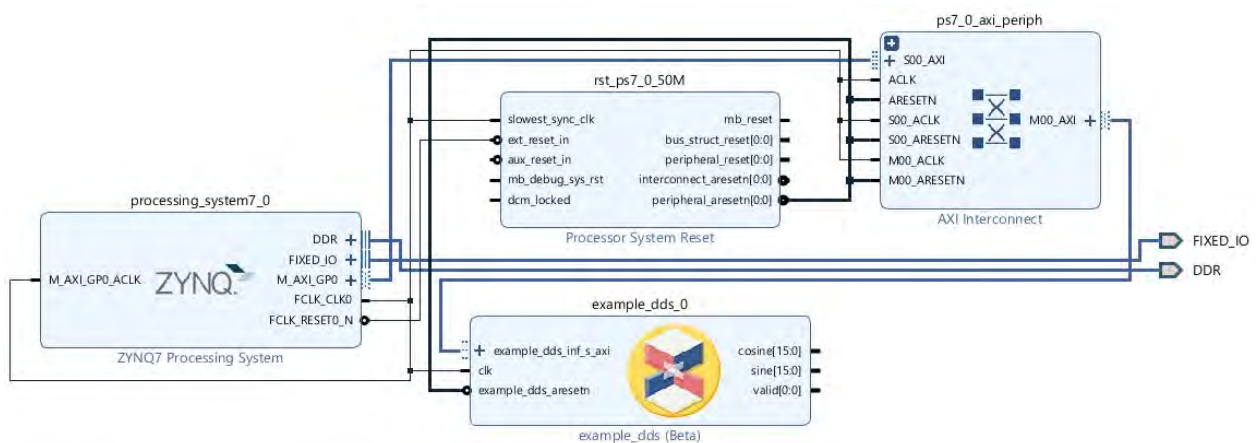 ps7_0_axi_periph
S00_AXI
ACLK
ARESETN
S00_ACLK
S00_ARESETN
M00_ACLK
M00_ARESETN
M00_AXI
AXI Interconnect
rst_ps7_0_50M
slowest_sync_clk
ext_reset_in
aux_reset_in
mb_debug_sys_rst
dcm_locked
mb_reset
bus_struct_reset[0:0]
peripheral_reset[0:0]
interconnect_aresetn[0:0]
peripheral_aresetn[0:0]
Processor System Reset
processing_system7_0
M_AXI_GP0_ACLK
ZYNQ
DDR
FIXED_IO
M_AXI_GP0
FCLK_CLK0
FCLK_RESET0_N
ZYNQ7 Processing System
FIXED_IO
DDR
example_dds_0
example_dds_inf_s_axi
clk
example_dds_aresetn
cosine[15:0]
sine[15:0]
valid[0:0]
example_dds (Beta)